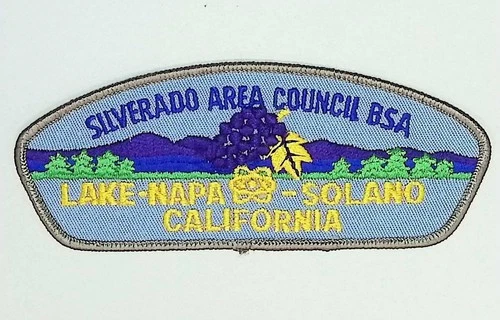 SILVERADO AREA COUNCIL BSA
LAKE-NAPA -SOLANO
CALIFORNIA